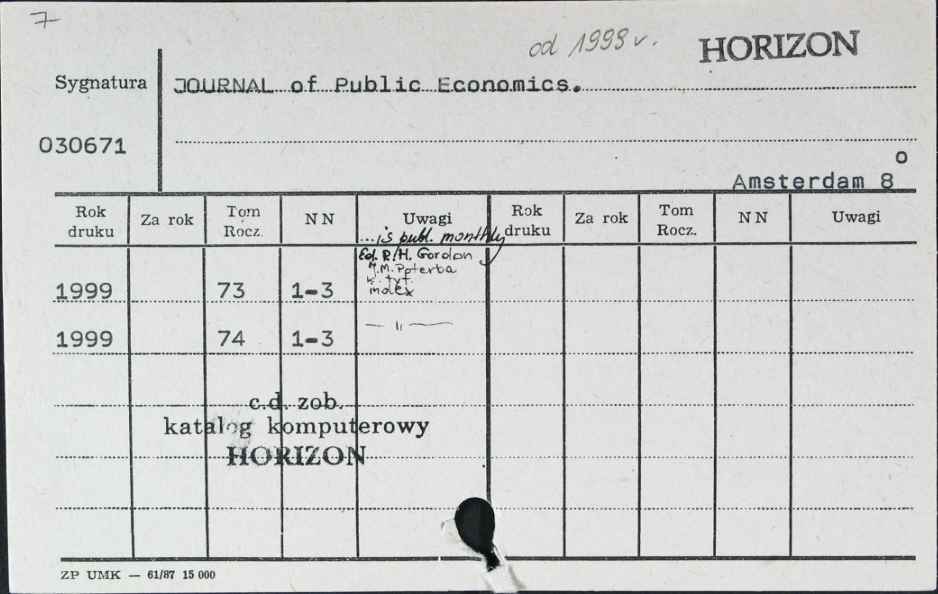 7
od 1998 r. HORIZON
Sygnatura JOURNAL of Public Economics.
030671
o
Amsterdam 8
Rok druku Za rok Tom Rocz. N N Uwagi Rok druku Za rok Tom Rocz. N N Uwagi
...is publ. monthly
Ed. R.H. Gordon
J.M. Poterba
k. tyt.
index
1999 73 1-3
1999 74 1-3 — " —
c.d. zob.
katalog komputerowy
HORIZON
ZP UMK — 61/87 15 000